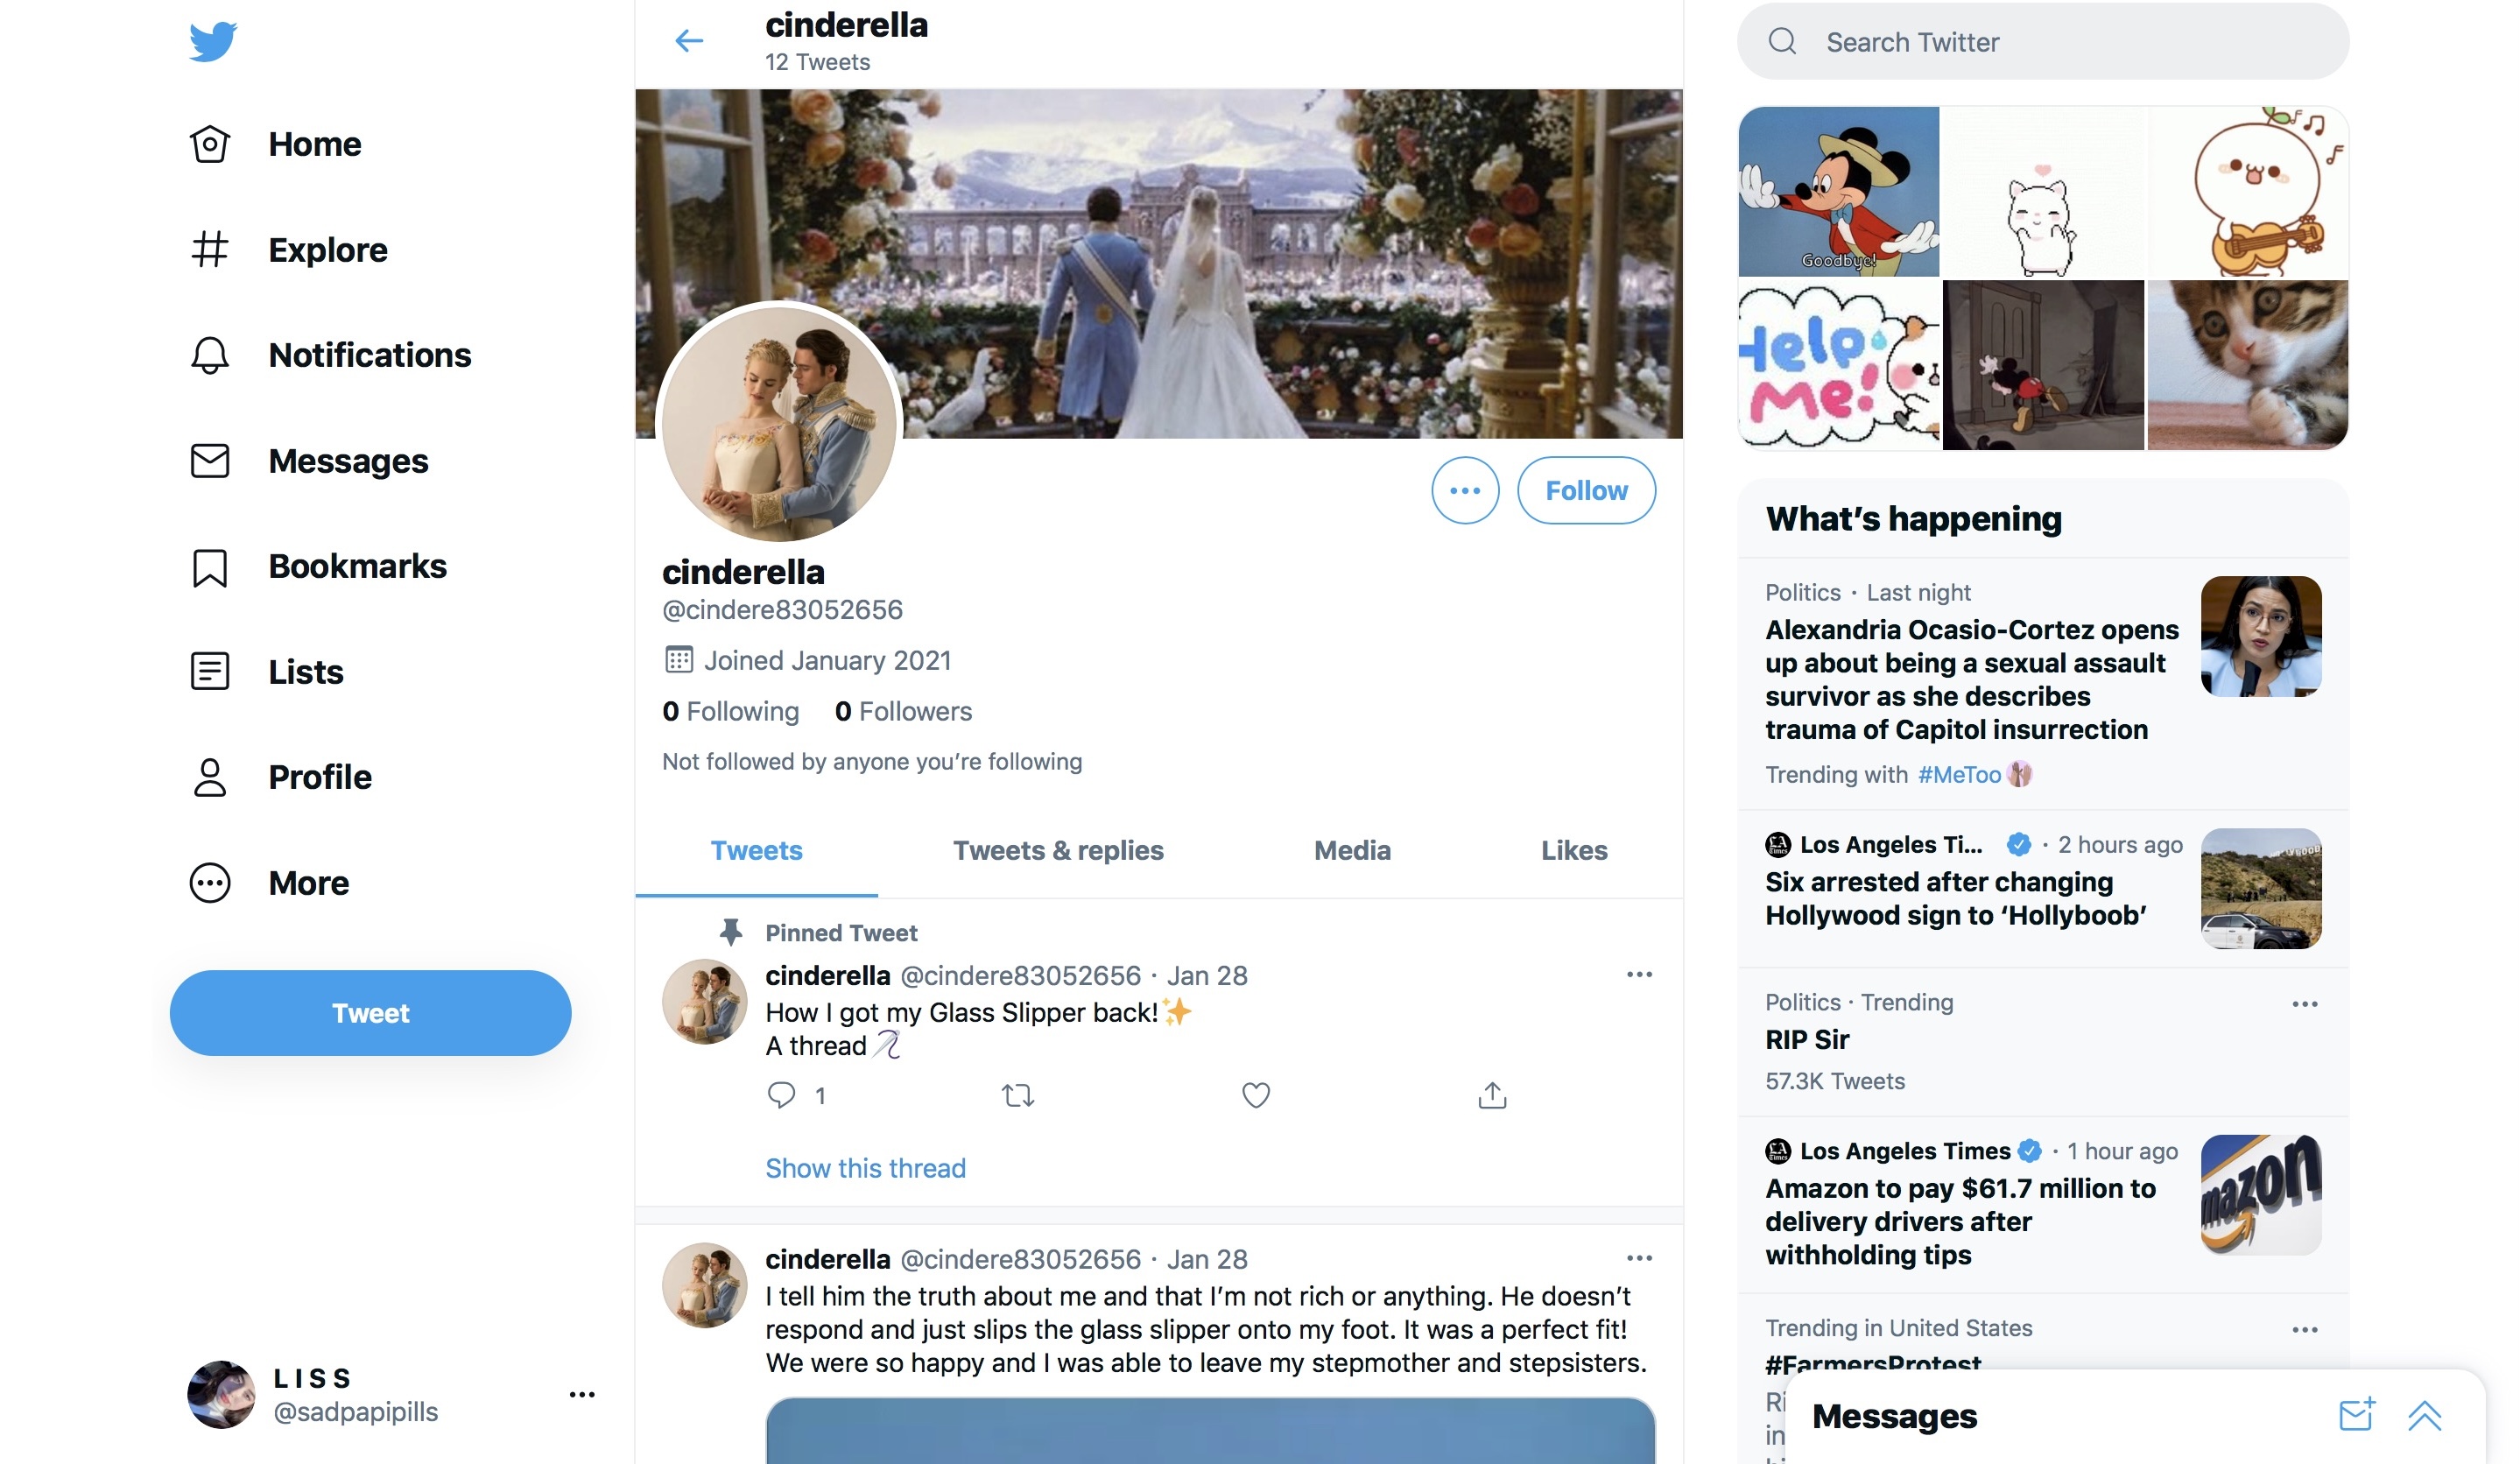 Home
Explore
Notifications
Messages
Bookmarks
Lists
Profile
More
Tweet
L I S S
@sadpapipills
cinderella
12 Tweets
Follow
cinderella
@cindere83052656
Joined January 2021
0 Following 0 Followers
Not followed by anyone you’re following
Tweets Tweets & replies Media Likes
Pinned Tweet
cinderella @cindere83052656 · Jan 28
How I got my Glass Slipper back!✨
A thread🪡
1
Show this thread
cinderella @cindere83052656 · Jan 28
I tell him the truth about me and that I’m not rich or anything. He doesn’t
respond and just slips the glass slipper onto my foot. It was a perfect fit!
We were so happy and I was able to leave my stepmother and stepsisters.
Search Twitter
Goodbye!
Help
Me!
What’s happening
Politics · Last night
Alexandria Ocasio-Cortez opens
up about being a sexual assault
survivor as she describes
trauma of Capitol insurrection
Trending with #MeToo
LA Times
Los Angeles Ti... · 2 hours ago
Six arrested after changing
Hollywood sign to ‘Hollyboob’
Politics · Trending
RIP Sir
57.3K Tweets
LA Times
Los Angeles Times · 1 hour ago
Amazon to pay $61.7 million to
delivery drivers after
withholding tips
mazon
Trending in United States
#FarmersProtest
Messages